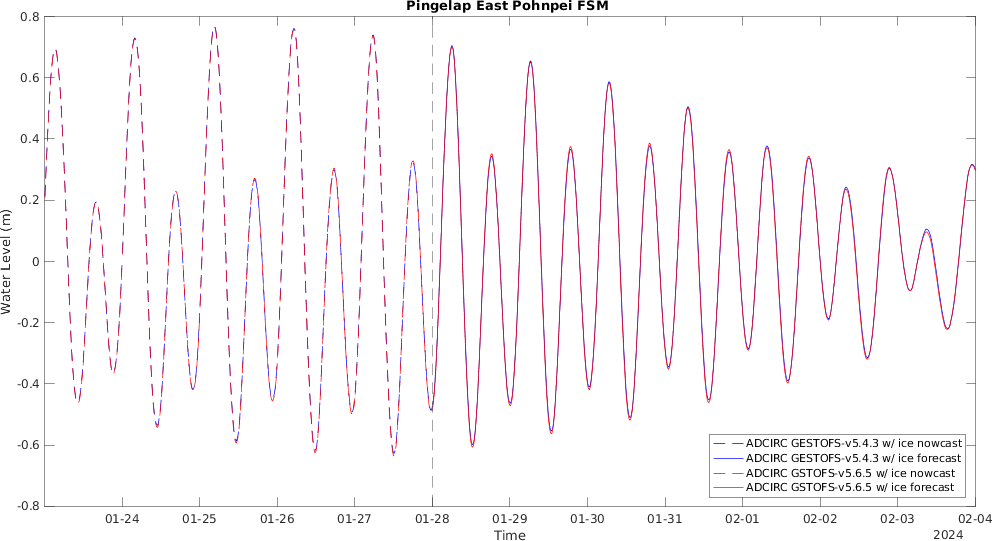 Pingelap East Pohnpei FSM
0.8
0.6
0.4
0.2
0
-0.2
-0.4
-0.6
-0.8
Water Level (m)
01-24 01-25 01-26 01-27 01-28 01-29 01-30 01-31 02-01 02-02 02-03 02-04
Time
2024
ADCIRC GESTOFS-v5.4.3 w/ ice nowcast
ADCIRC GESTOFS-v5.4.3 w/ ice forecast
ADCIRC GSTOFS-v5.6.5 w/ ice nowcast
ADCIRC GSTOFS-v5.6.5 w/ ice forecast